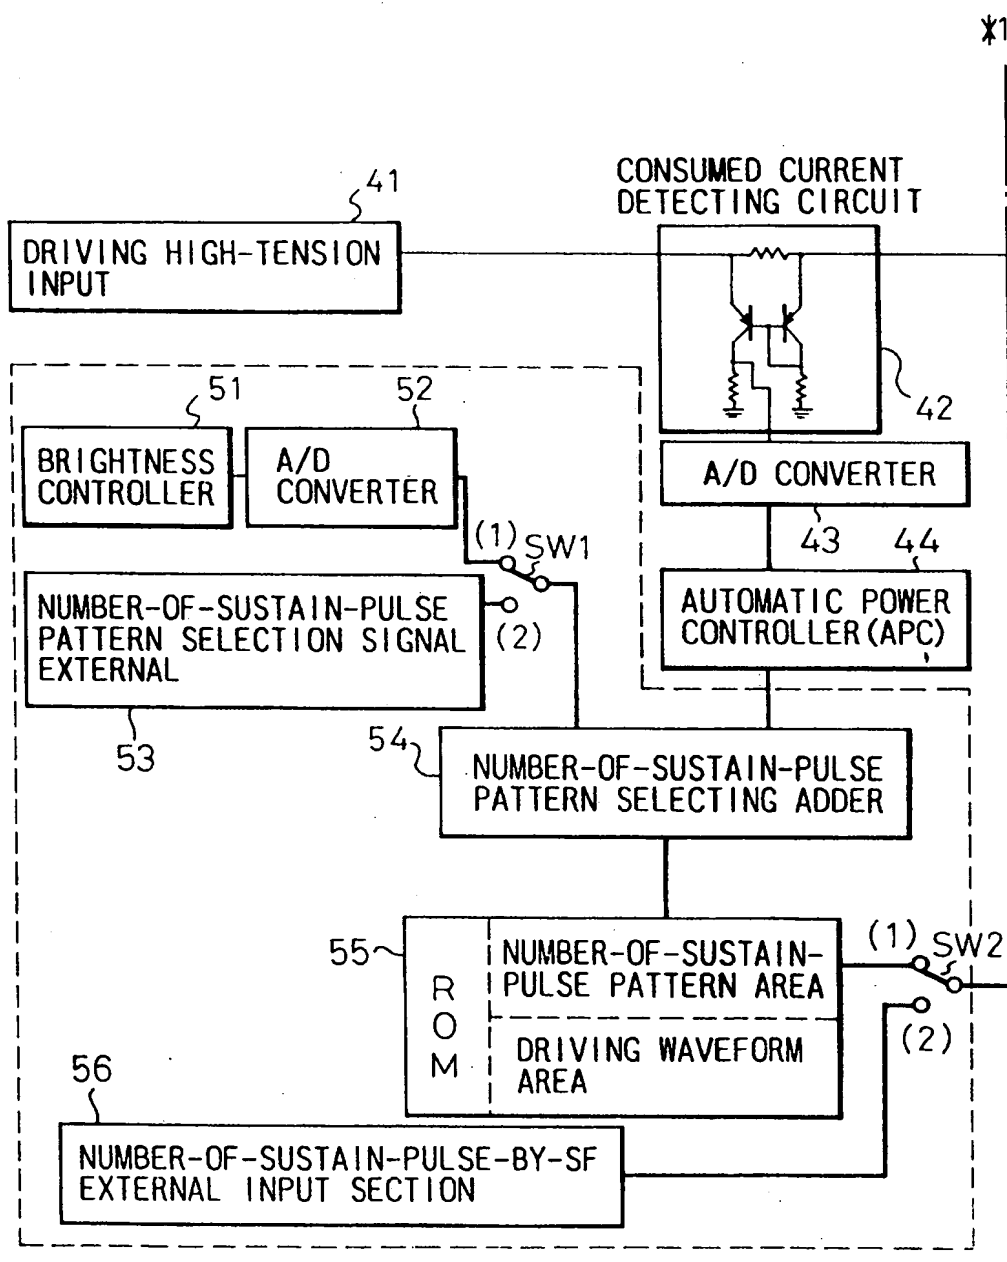 *1
CONSUMED CURRENT
DETECTING CIRCUIT
41
DRIVING HIGH-TENSION
INPUT
42
51
52
BRIGHTNESS
CONTROLLER
A/D
CONVERTER
A/D CONVERTER
43
44
(1)
SW1
(2)
NUMBER-OF-SUSTAIN-PULSE
PATTERN SELECTION SIGNAL
EXTERNAL
53
AUTOMATIC POWER
CONTROLLER(APC)
54
NUMBER-OF-SUSTAIN-PULSE
PATTERN SELECTING ADDER
55
ROM
NUMBER-OF-SUSTAIN-
PULSE PATTERN AREA
DRIVING WAVEFORM
AREA
(1)
SW2
(2)
56
NUMBER-OF-SUSTAIN-PULSE-BY-SF
EXTERNAL INPUT SECTION